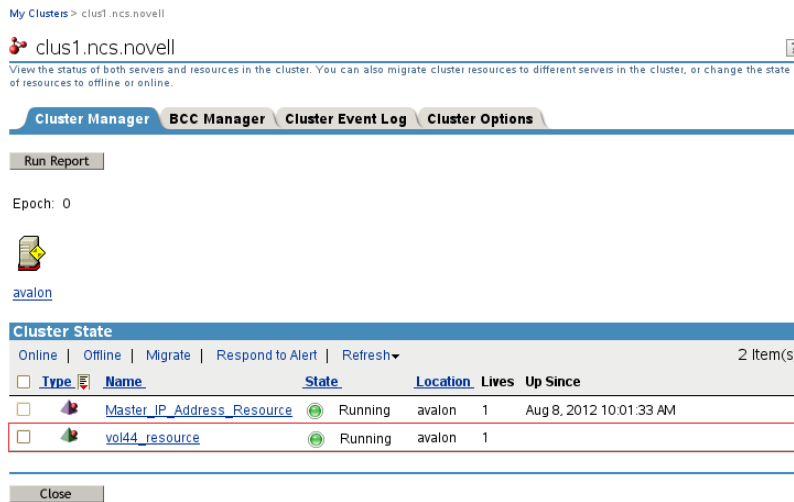 My Clusters > clus1.ncs.novell
clus1.ncs.novell
?
View the status of both servers and resources in the cluster. You can also migrate cluster resources to different servers in the cluster, or change the state
of resources to offline or online.
Cluster Manager BCC Manager Cluster Event Log Cluster Options
Run Report
Epoch: 0
avalon
Cluster State
Online | Offline | Migrate | Respond to Alert | Refresh 2 Item(s
Type Name State Location Lives Up Since
Master_IP_Address_Resource Running avalon 1 Aug 8, 2012 10:01:33 AM
vol44_resource Running avalon 1
Close